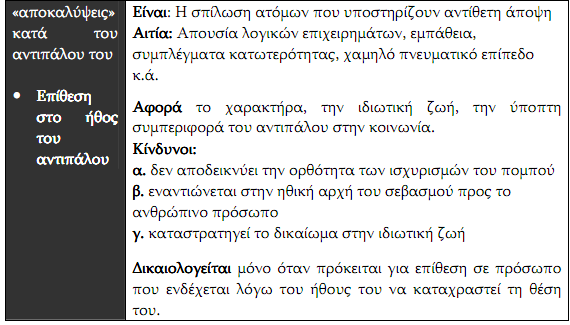 «αποκαλύψεις»
κατά του
αντιπάλου του
• Επίθεση
στο ήθος
του
αντιπάλου
Είναι: Η σπίλωση ατόμων που υποστηρίζουν αντίθετη άποψη
Αιτία: Απουσία λογικών επιχειρημάτων, εμπάθεια,
συμπλέγματα κατωτερότητας, χαμηλό πνευματικό επίπεδο
κ.ά.
Αφορά το χαρακτήρα, την ιδιωτική ζωή, την ύποπτη
συμπεριφορά του αντιπάλου στην κοινωνία.
Κίνδυνοι:
α. δεν αποδεικνύει την ορθότητα των ισχυρισμών του πομπού
β. εναντιώνεται στην ηθική αρχή του σεβασμού προς το
ανθρώπινο πρόσωπο
γ. καταστρατηγεί το δικαίωμα στην ιδιωτική ζωή
Δικαιολογείται μόνο όταν πρόκειται για επίθεση σε πρόσωπο
που ενδέχεται λόγω του ήθους του να καταχραστεί τη θέση
του.